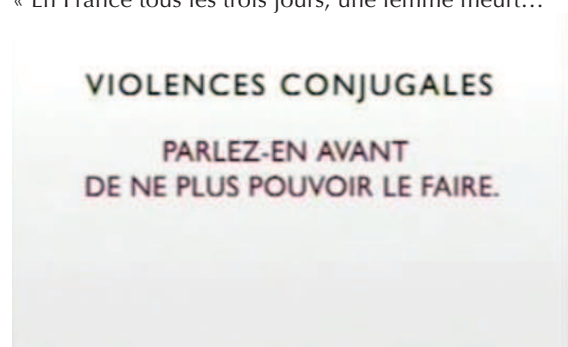 « En France tous les trois jours, une femme meurt…
VIOLENCES CONJUGALES
PARLEZ-EN AVANT
DE NE PLUS POUVOIR LE FAIRE.